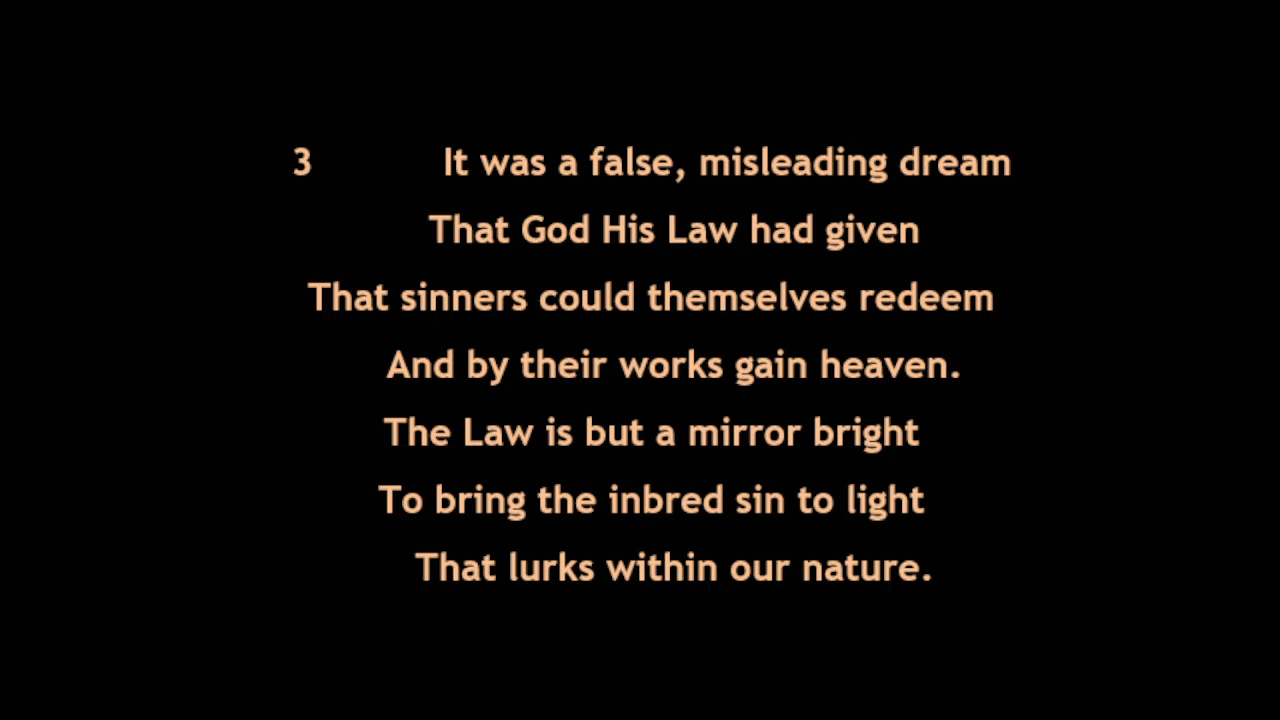 3 It was a false, misleading dream
That God His Law had given
That sinners could themselves redeem
And by their works gain heaven.
The Law is but a mirror bright
To bring the inbred sin to light
That lurks within our nature.